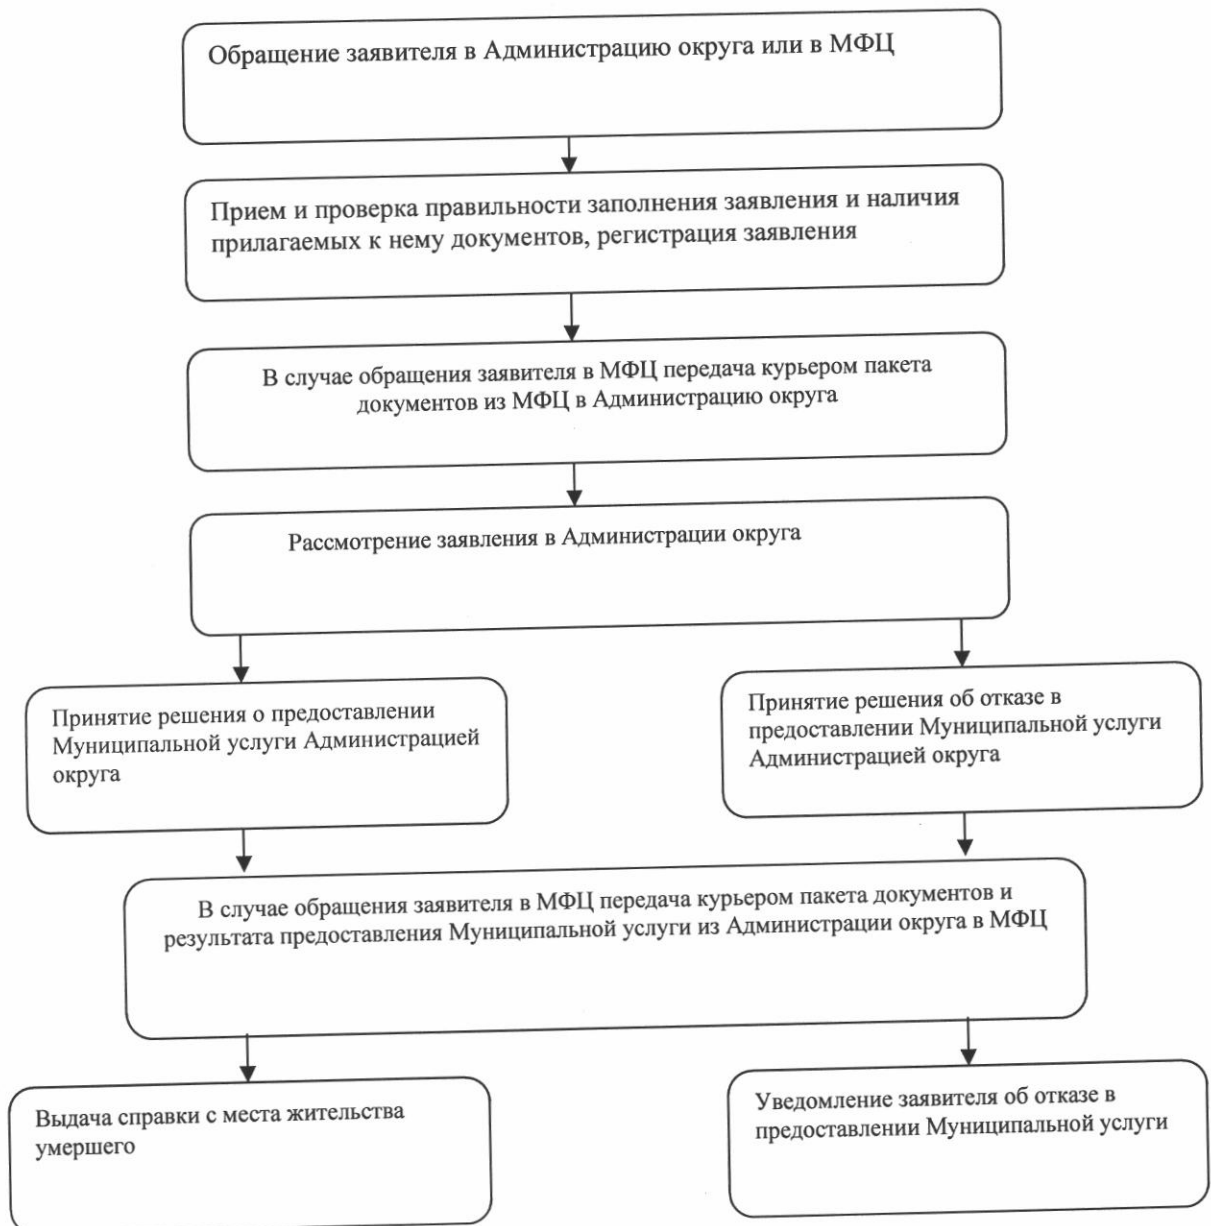 Обращение заявителя в Администрацию округа или в МФЦ
Прием и проверка правильности заполнения заявления и наличия
прилагаемых к нему документов, регистрация заявления
В случае обращения заявителя в МФЦ передача курьером пакета
документов из МФЦ в Администрацию округа
Рассмотрение заявления в Администрации округа
Принятие решения о предоставлении
Муниципальной услуги Администрацией
округа
Принятие решения об отказе в
предоставлении Муниципальной услуги
Администрацией округа
В случае обращения заявителя в МФЦ передача курьером пакета документов и
результата предоставления Муниципальной услуги из Администрации округа в МФЦ
Выдача справки с места жительства
умершего
Уведомление заявителя об отказе в
предоставлении Муниципальной услуги